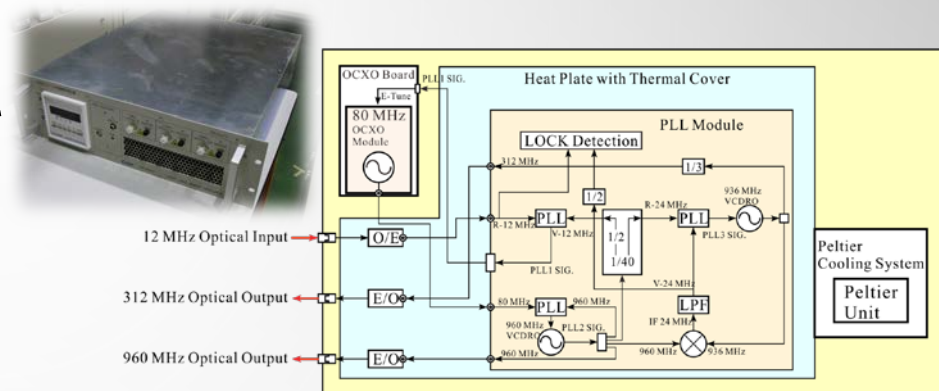 OCXO Board
PLL1 SIG.
E-Tune
80 MHz
OCXO
Module
Heat Plate with Thermal Cover
PLL Module
LOCK Detection
312 MHz
1/3
936 MHz
VCDRO
1/2
R-24 MHz
PLL
PLL
R-12 MHz
V-12 MHz
1/2
1/40
PLL3 SIG.
PLL1 SIG.
V-24 MHz
12 MHz Optical Input
O/E
Peltier
Cooling System
Peltier
Unit
312 MHz Optical Output
E/O
80 MHz
PLL
960 MHz
LPF
960 MHz
VCDRO
PLL2 SIG.
IF 24 MHz
960 MHz
936 MHz
960 MHz Optical Output
E/O
960 MHz